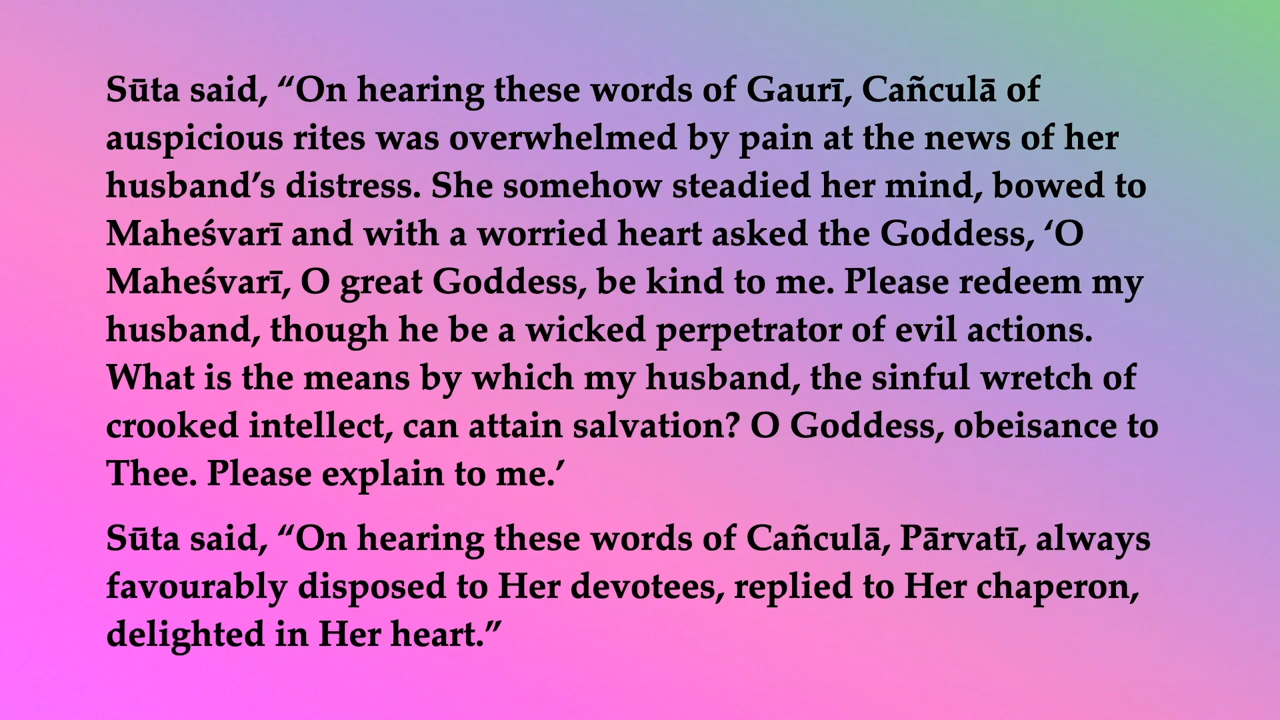 Sūta said, “On hearing these words of Gaurī, Cañculā of
auspicious rites was overwhelmed by pain at the news of her
husband’s distress. She somehow steadied her mind, bowed to
Maheśvarī and with a worried heart asked the Goddess, ‘O
Maheśvarī, O great Goddess, be kind to me. Please redeem my
husband, though he be a wicked perpetrator of evil actions.
What is the means by which my husband, the sinful wretch of
crooked intellect, can attain salvation? O Goddess, obeisance to
Thee. Please explain to me.’
Sūta said, “On hearing these words of Cañculā, Pārvatī, always
favourably disposed to Her devotees, replied to Her chaperon,
delighted in Her heart.”